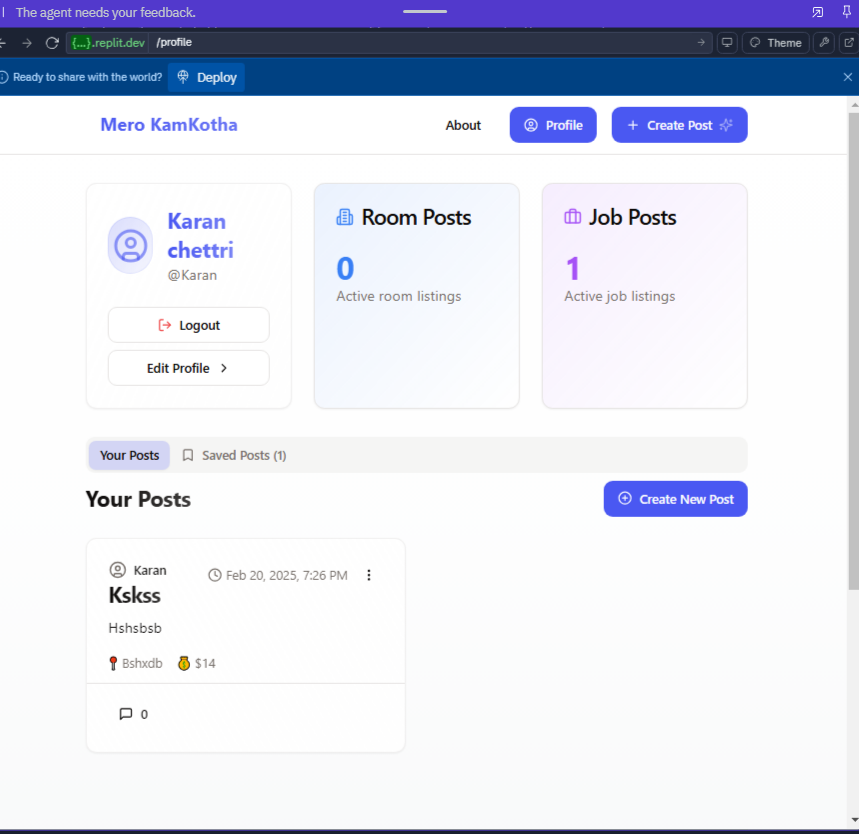 The agent needs your feedback.
{...}.replit.dev /profile
Theme
Ready to share with the world? Deploy
Mero KamKotha
About
Profile
Create Post
Karan
chettri
@Karan
Logout
Edit Profile
Room Posts
0
Active room listings
Job Posts
1
Active job listings
Your Posts
Saved Posts (1)
Your Posts
Create New Post
Karan
Feb 20, 2025, 7:26 PM
Kskss
Hshsbsb
Bshxdb
$14
0